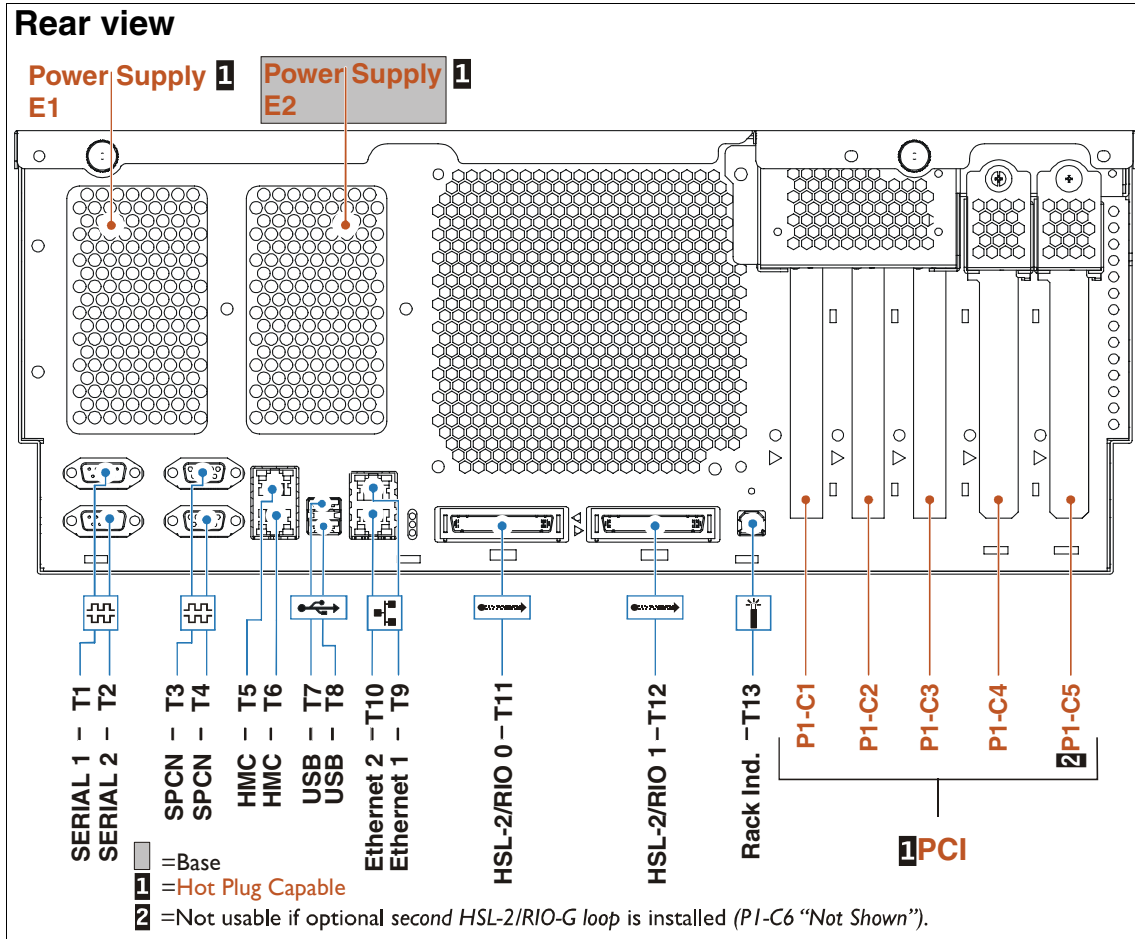 Rear view
Power Supply 1
E1
Power Supply 1
E2
SERIAL 1 – T1
SERIAL 2 – T2
SPCN – T3
SPCN – T4
HMC – T5
HMC – T6
USB – T7
USB – T8
Ethernet 2 –T10
Ethernet 1 – T9
HSL-2/RIO 0 – T11
HSL-2/RIO 1 – T12
Rack Ind. – T13
P1-C1
P1-C2
P1-C3
P1-C4
2 P1-C5
1 PCI
=Base
1 =Hot Plug Capable
2 =Not usable if optional second HSL-2/RIO-G loop is installed (P1-C6 “Not Shown”).